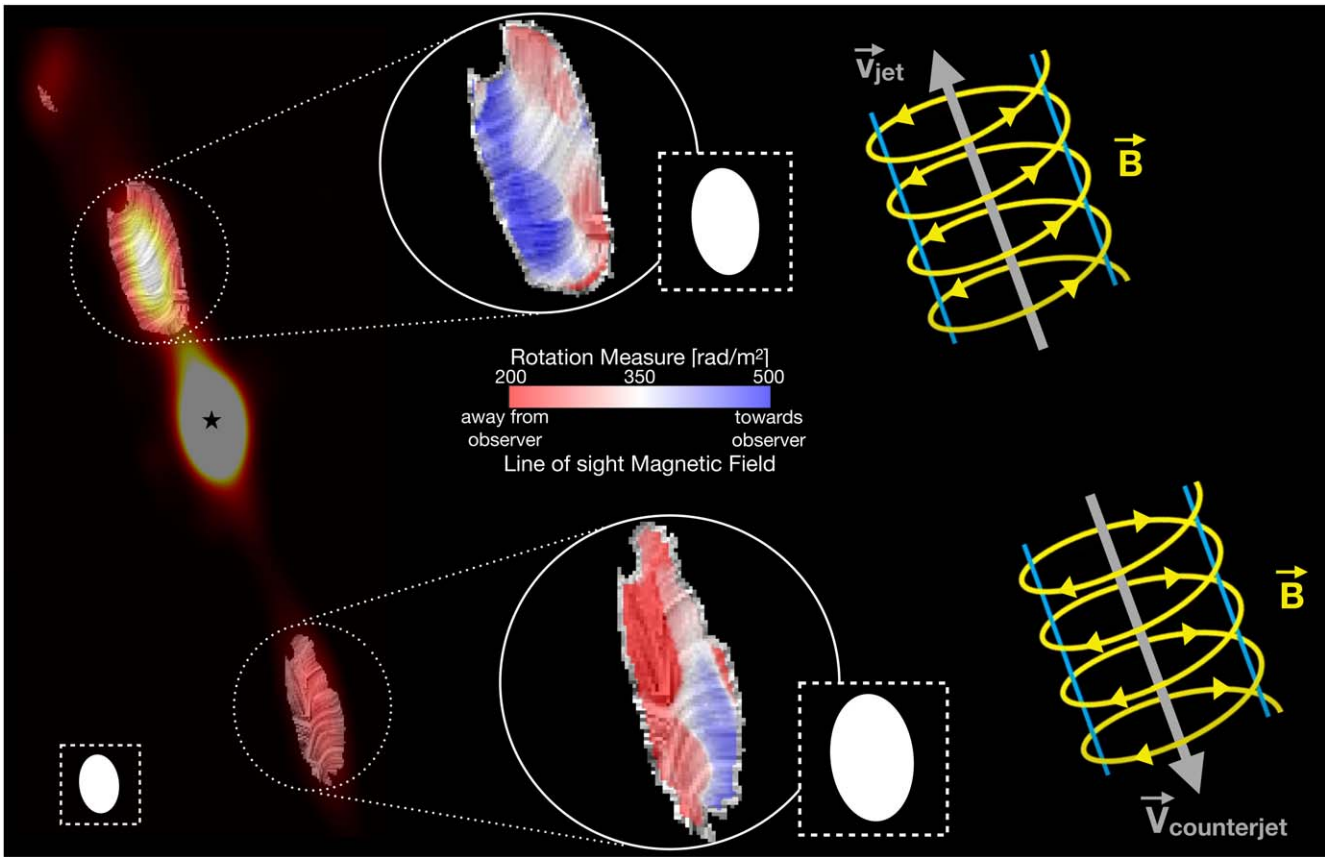 v⃗jet
B⃗
Rotation Measure [rad/m²]
200 350 500
away from observer
towards observer
Line of sight Magnetic Field
B⃗
v⃗counterjet